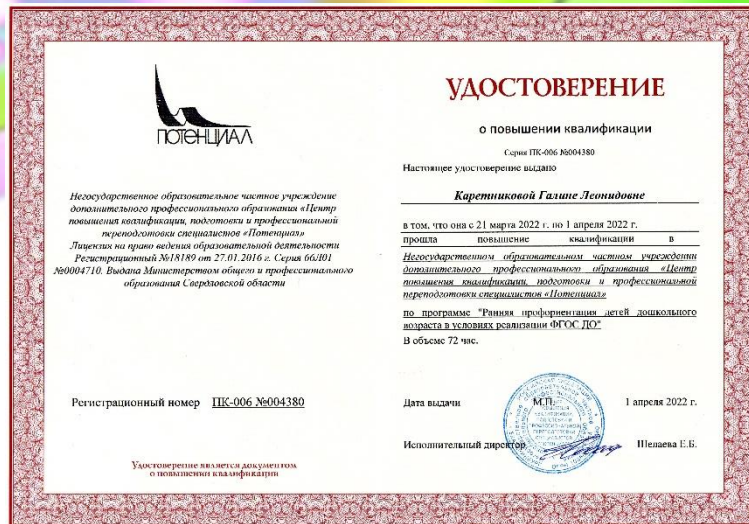 ПОТЕНЦИАЛ
Негосударственное образовательное частное учреждение
дополнительного профессионального образования «Центр
повышения квалификации, подготовки и профессиональной
переподготовки специалистов «Потенциал»
Лицензия на право ведения образовательной деятельности
Регистрационный №18189 от 27.01.2016 г. Серия 66Л01
№0004710. Выдана Министерством общего и профессионального
образования Свердловской области
Регистрационный номер ПК-006 №004380
Удостоверение является документом
о повышении квалификации
УДОСТОВЕРЕНИЕ
о повышении квалификации
Серия ПК-006 №004380
Настоящее удостоверение выдано
Каретниковой Галине Леонидовне
в том, что она с 21 марта 2022 г. по 1 апреля 2022 г.
прошла повышение квалификации в
Негосударственном образовательном частном учреждении
дополнительного профессионального образования «Центр
повышения квалификации, подготовки и профессиональной
переподготовки специалистов «Потенциал»
по программе "Ранняя профориентация детей дошкольного
возраста в условиях реализации ФГОС ДО"
В объеме 72 час.
Дата выдачи М.П. 1 апреля 2022 г.
Исполнительный директор Шелаева Е.Б.